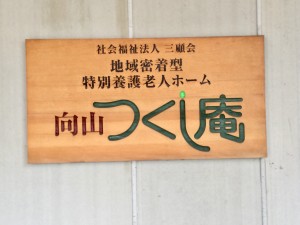 社会福祉法人 三顧会
地域密着型
特別養護老人ホーム
向山 つくし庵